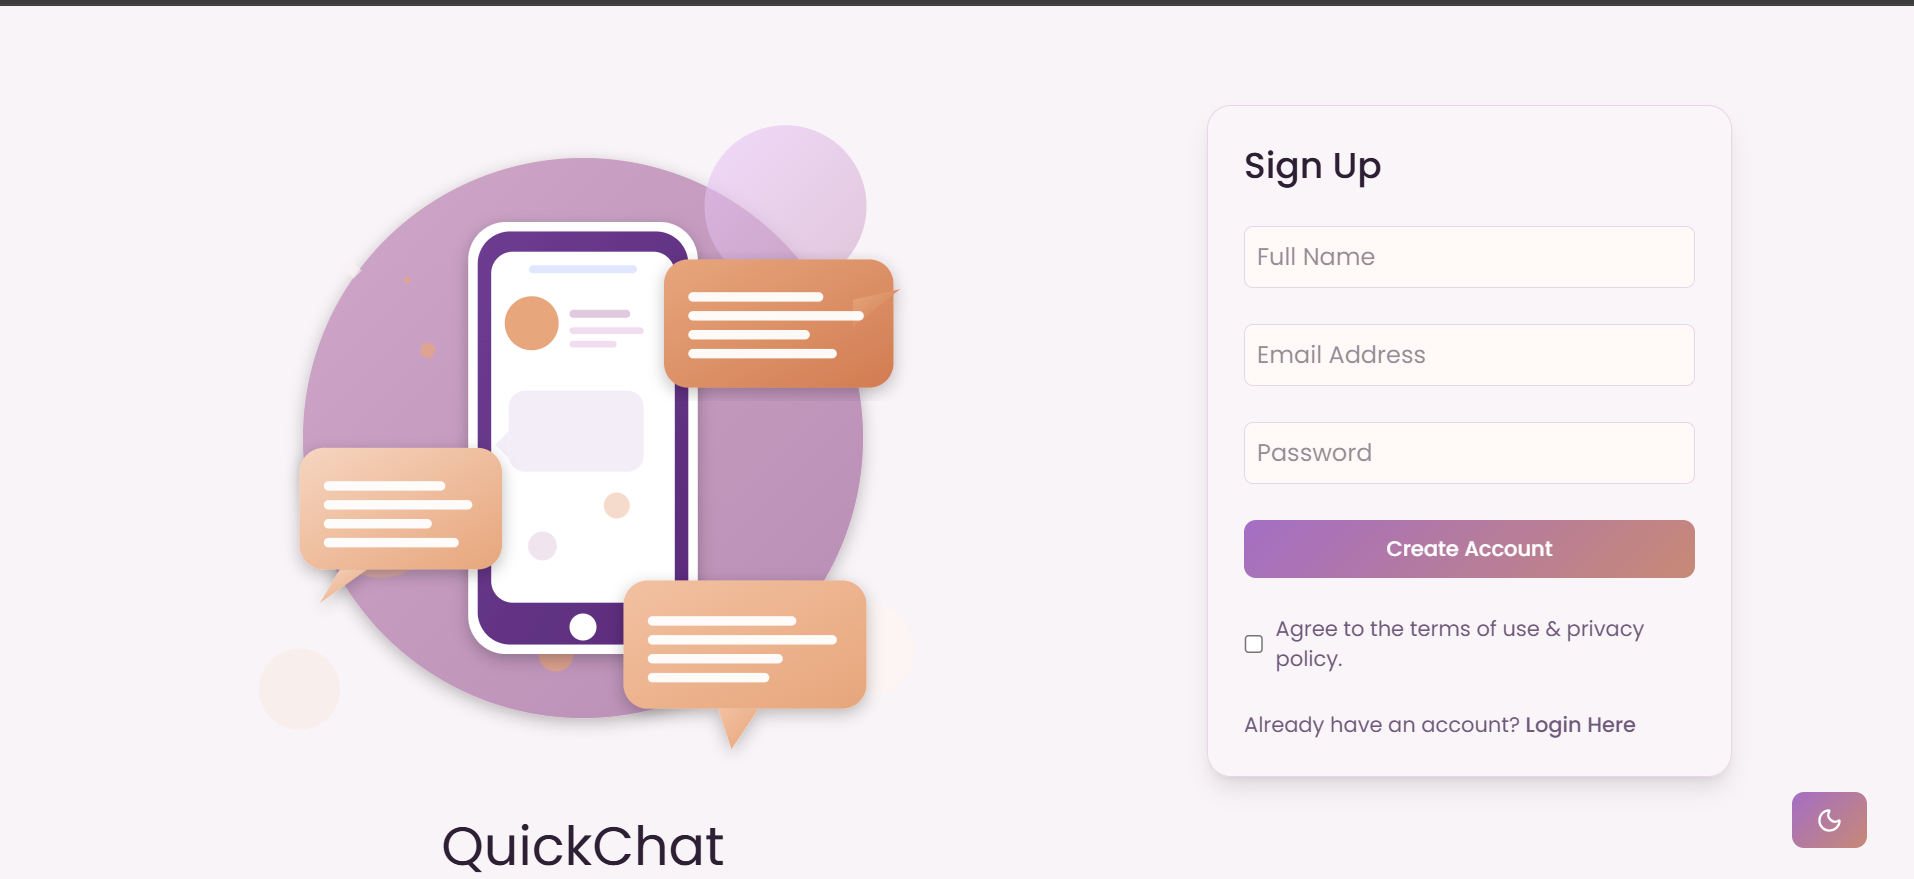 Sign Up
Full Name
Email Address
Password
Create Account
Agree to the terms of use & privacy
policy.
Already have an account? Login Here
QuickChat